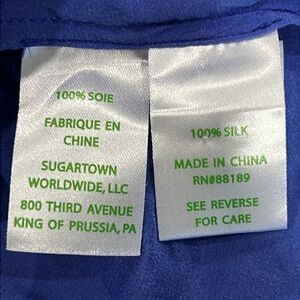 100% SOIE
FABRIQUE EN
CHINE
SUGARTOWN
WORLDWIDE, LLC
800 THIRD AVENUE
KING OF PRUSSIA, PA
100% SILK
MADE IN CHINA
RN#88189
SEE REVERSE
FOR CARE